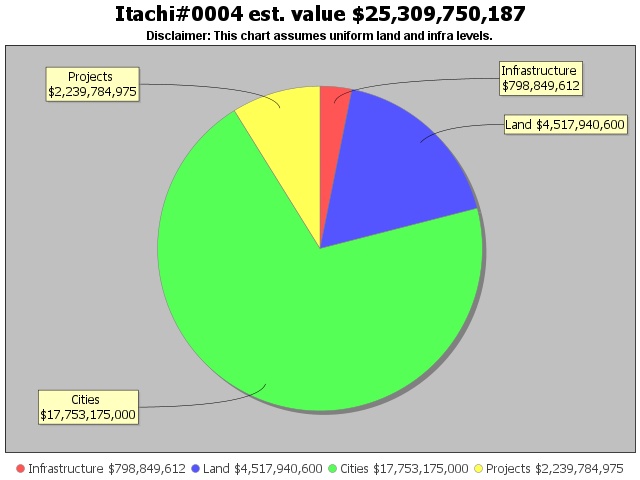 Itachi#0004 est. value $25,309,750,187
Disclaimer: This chart assumes uniform land and infra levels.
Projects
$2,239,784,975
Infrastructure
$798,849,612
Land $4,517,940,600
Cities
$17,753,175,000
Infrastructure $798,849,612 Land $4,517,940,600 Cities $17,753,175,000 Projects $2,239,784,975